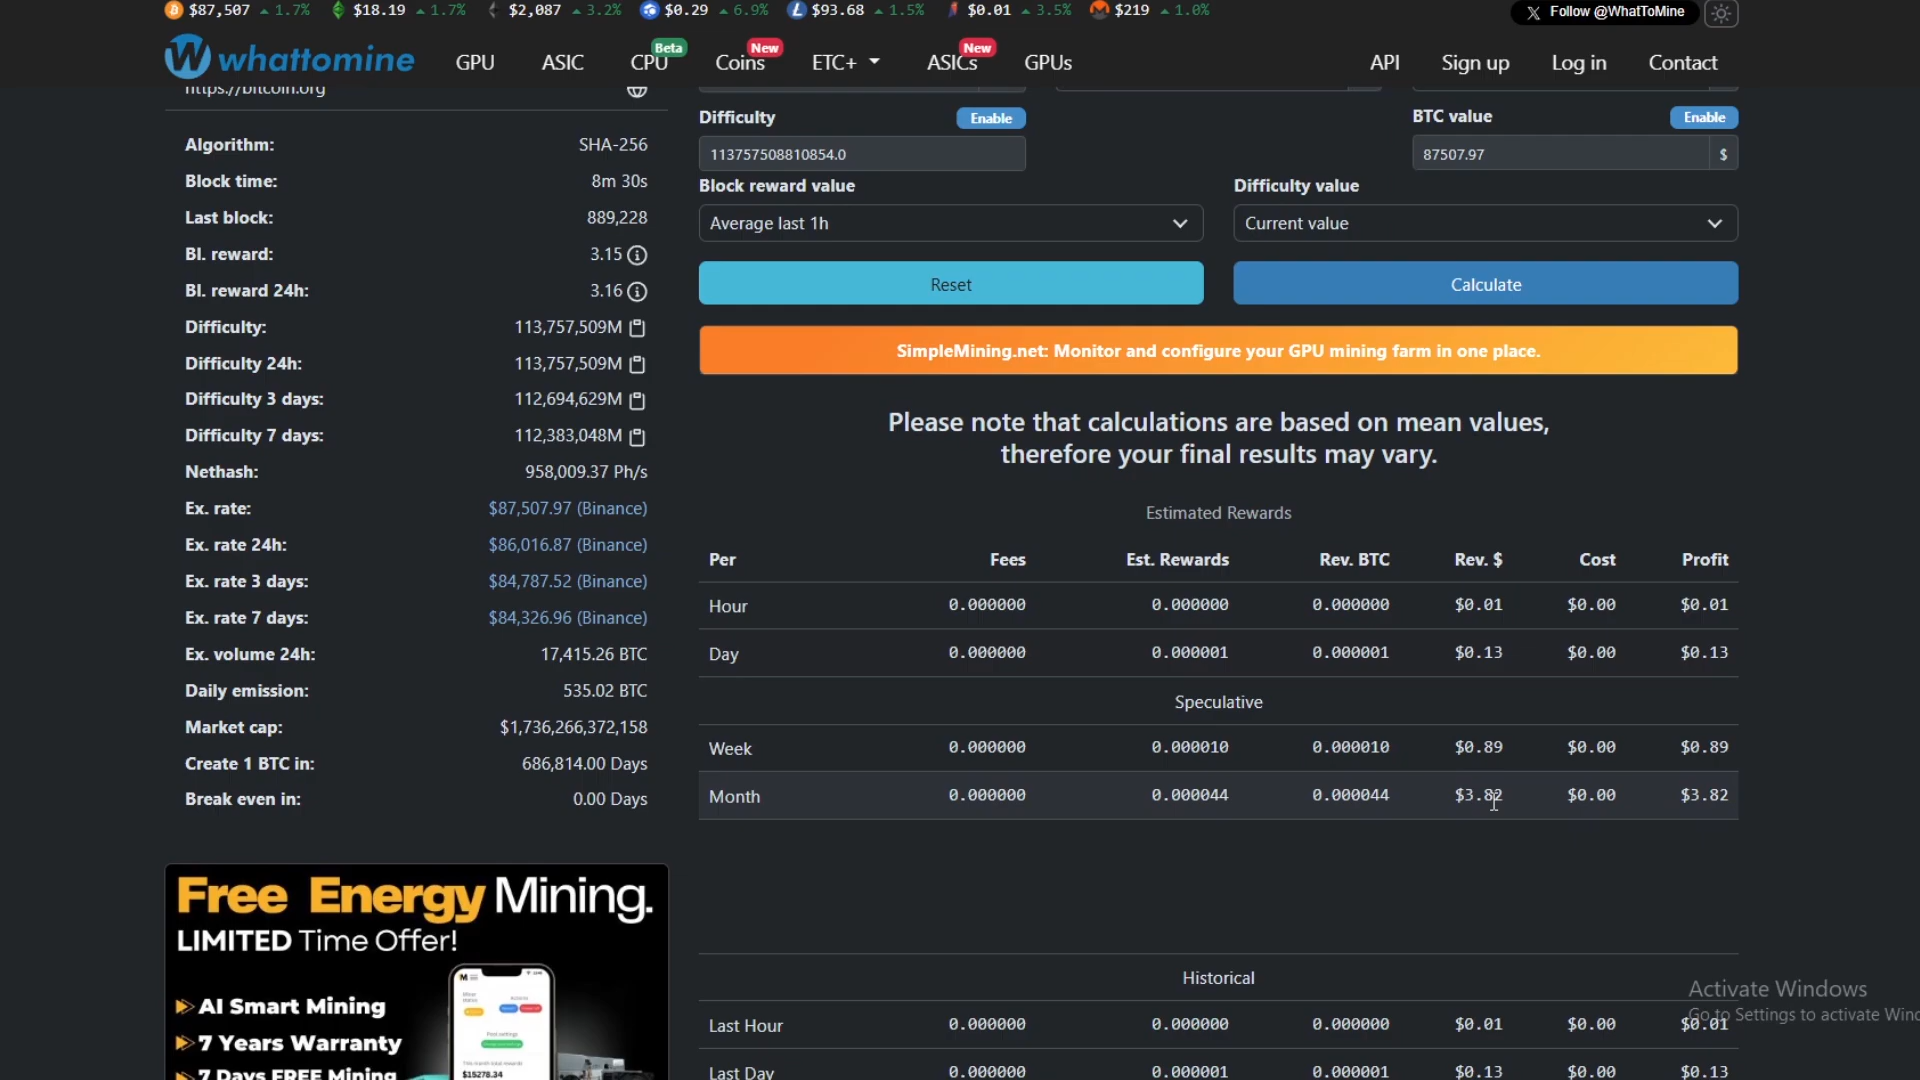 $87,507 ▲ 1.7% $18.19 ▲ 1.7% $2,087 ▲ 3.2% $0.29 ▲ 6.9% $93.68 ▲ 1.5% $0.01 ▲ 3.5% $219 ▲ 1.0%
Follow @WhatToMine
whattomine
GPU
ASIC
CPU Beta
Coins New
ETC+
ASICs New
GPUs
API
Sign up
Log in
Contact
https://bitcoin.org
Algorithm: SHA-256
Block time: 8m 30s
Last block: 889,228
Bl. reward: 3.15
Bl. reward 24h: 3.16
Difficulty: 113,757,509M
Difficulty 24h: 113,757,509M
Difficulty 3 days: 112,694,629M
Difficulty 7 days: 112,383,048M
Nethash: 958,009.37 Ph/s
Ex. rate: $87,507.97 (Binance)
Ex. rate 24h: $86,016.87 (Binance)
Ex. rate 3 days: $84,787.52 (Binance)
Ex. rate 7 days: $84,326.96 (Binance)
Ex. volume 24h: 17,415.26 BTC
Daily emission: 535.02 BTC
Market cap: $1,736,266,372,158
Create 1 BTC in: 686,814.00 Days
Break even in: 0.00 Days
Free Energy Mining.
LIMITED Time Offer!
AI Smart Mining
7 Years Warranty
7 Days FREE Mining
$15278.34
Difficulty Enable
113757508810854.0
BTC value Enable
87507.97 $
Block reward value
Average last 1h
Difficulty value
Current value
Reset
Calculate
SimpleMining.net: Monitor and configure your GPU mining farm in one place.
Please note that calculations are based on mean values,
therefore your final results may vary.
Estimated Rewards
Per Fees Est. Rewards Rev. BTC Rev. $ Cost Profit
Hour 0.000000 0.000000 0.000000 $0.01 $0.00 $0.01
Day 0.000000 0.000001 0.000001 $0.13 $0.00 $0.13
Speculative
Week 0.000000 0.000010 0.000010 $0.89 $0.00 $0.89
Month 0.000000 0.000044 0.000044 $3.82 $0.00 $3.82
Historical
Last Hour 0.000000 0.000000 0.000000 $0.01 $0.00 $0.01
Last Day 0.000000 0.000001 0.000001 $0.13 $0.00 $0.13
Activate Windows
Go to Settings to activate Wind